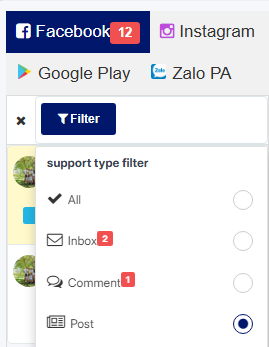 Facebook 12 Instagram
Google Play Zalo PA
Filter
support type filter
All
Inbox 2
Comment 1
Post